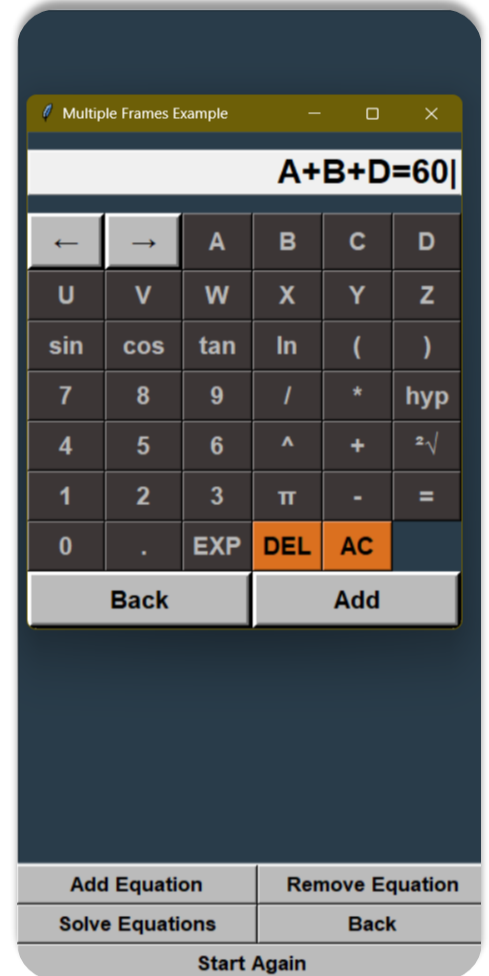 Multiple Frames Example
A+B+D=60|
← → A B C D
U V W X Y Z
sin cos tan ln ( )
7 8 9 / * hyp
4 5 6 ^ + ²√
1 2 3 π - =
0 . EXP DEL AC
Back Add
Add Equation Remove Equation
Solve Equations Back
Start Again